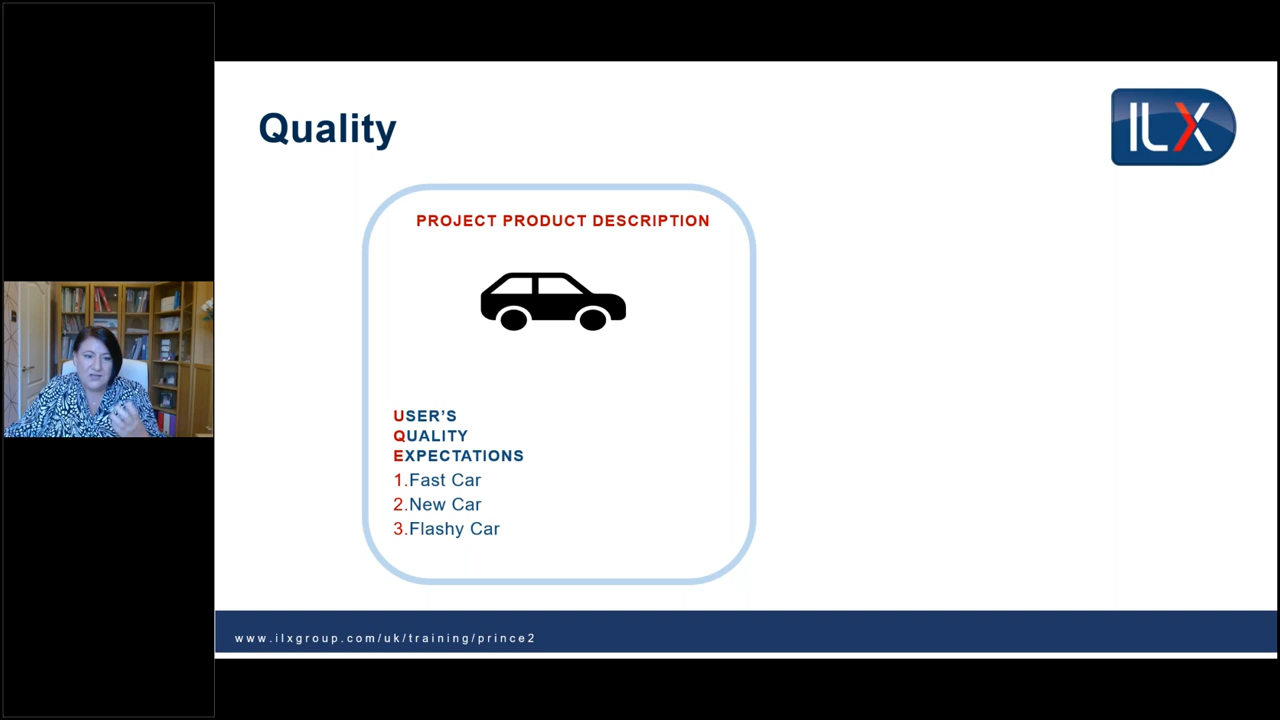 Quality
ILX
PROJECT PRODUCT DESCRIPTION
USER’S
QUALITY
EXPECTATIONS
1.Fast Car
2.New Car
3.Flashy Car
www.ilxgroup.com/uk/training/prince2